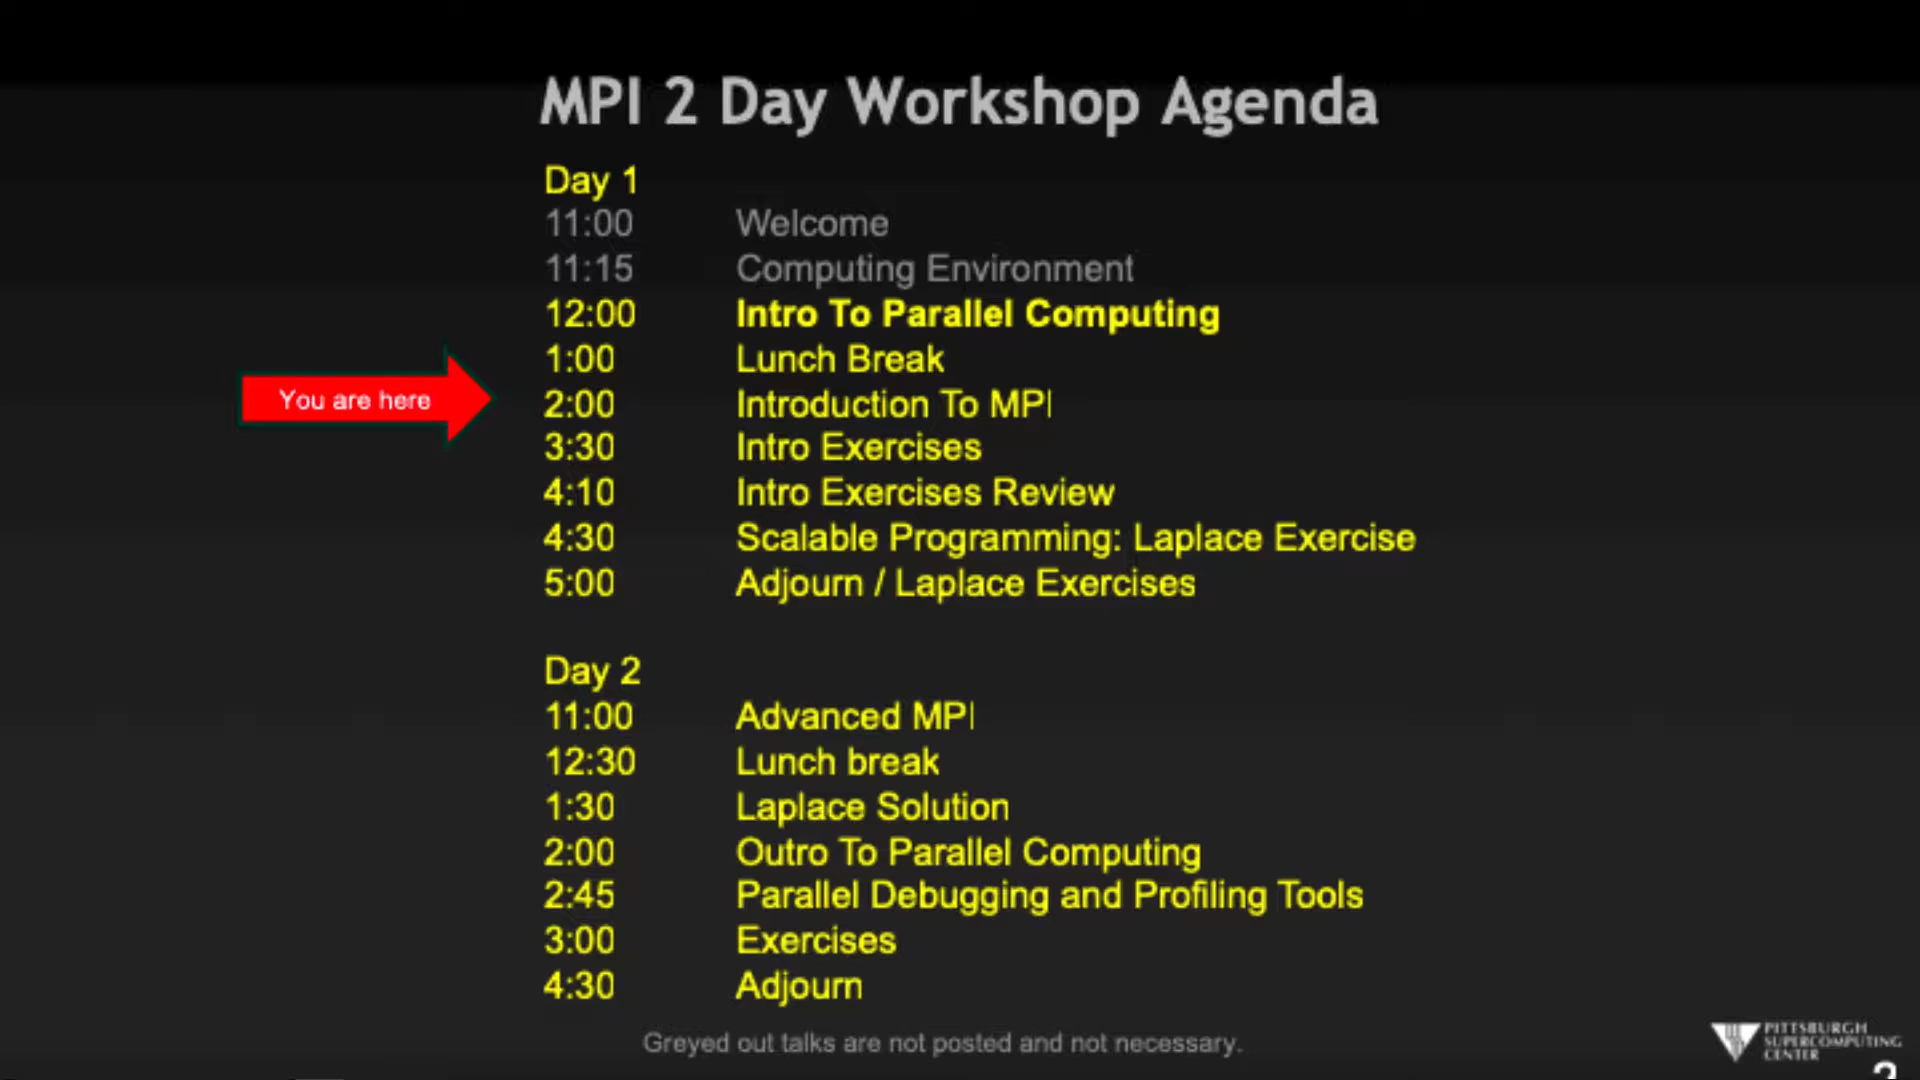 MPI 2 Day Workshop Agenda
Day 1
11:00 Welcome
11:15 Computing Environment
12:00 Intro To Parallel Computing
1:00 Lunch Break
You are here
2:00 Introduction To MPI
3:30 Intro Exercises
4:10 Intro Exercises Review
4:30 Scalable Programming: Laplace Exercise
5:00 Adjourn / Laplace Exercises
Day 2
11:00 Advanced MPI
12:30 Lunch break
1:30 Laplace Solution
2:00 Outro To Parallel Computing
2:45 Parallel Debugging and Profiling Tools
3:00 Exercises
4:30 Adjourn
Greyed out talks are not posted and not necessary.
PITTSBURGH
SUPERCOMPUTING
CENTER